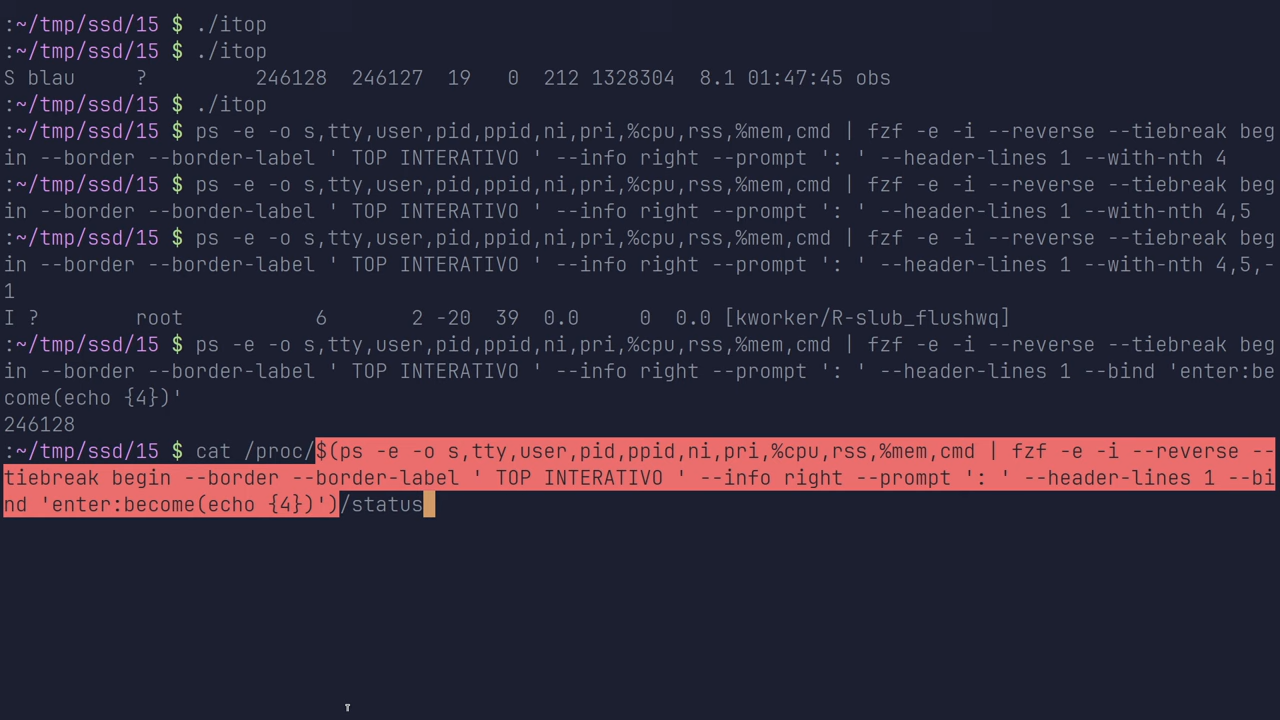 :~/tmp/ssd/15 $ ./itop
:~/tmp/ssd/15 $ ./itop
S blau     ?         246128  246127  19   0  212 1328304  8.1 01:47:45 obs
:~/tmp/ssd/15 $ ./itop
:~/tmp/ssd/15 $ ps -e -o s,tty,user,pid,ppid,ni,pri,%cpu,rss,%mem,cmd | fzf -e -i --reverse --tiebreak beg
in --border --border-label ' TOP INTERATIVO ' --info right --prompt ': ' --header-lines 1 --with-nth 4
:~/tmp/ssd/15 $ ps -e -o s,tty,user,pid,ppid,ni,pri,%cpu,rss,%mem,cmd | fzf -e -i --reverse --tiebreak beg
in --border --border-label ' TOP INTERATIVO ' --info right --prompt ': ' --header-lines 1 --with-nth 4,5
:~/tmp/ssd/15 $ ps -e -o s,tty,user,pid,ppid,ni,pri,%cpu,rss,%mem,cmd | fzf -e -i --reverse --tiebreak beg
in --border --border-label ' TOP INTERATIVO ' --info right --prompt ': ' --header-lines 1 --with-nth 4,5,-
1
I ?        root           6       2 -20  39  0.0     0  0.0 [kworker/R-slub_flushwq]
:~/tmp/ssd/15 $ ps -e -o s,tty,user,pid,ppid,ni,pri,%cpu,rss,%mem,cmd | fzf -e -i --reverse --tiebreak beg
in --border --border-label ' TOP INTERATIVO ' --info right --prompt ': ' --header-lines 1 --bind 'enter:be
come(echo {4})'
246128
:~/tmp/ssd/15 $ cat /proc/$(ps -e -o s,tty,user,pid,ppid,ni,pri,%cpu,rss,%mem,cmd | fzf -e -i --reverse --
tiebreak begin --border --border-label ' TOP INTERATIVO ' --info right --prompt ': ' --header-lines 1 --bi
nd 'enter:become(echo {4})')/status